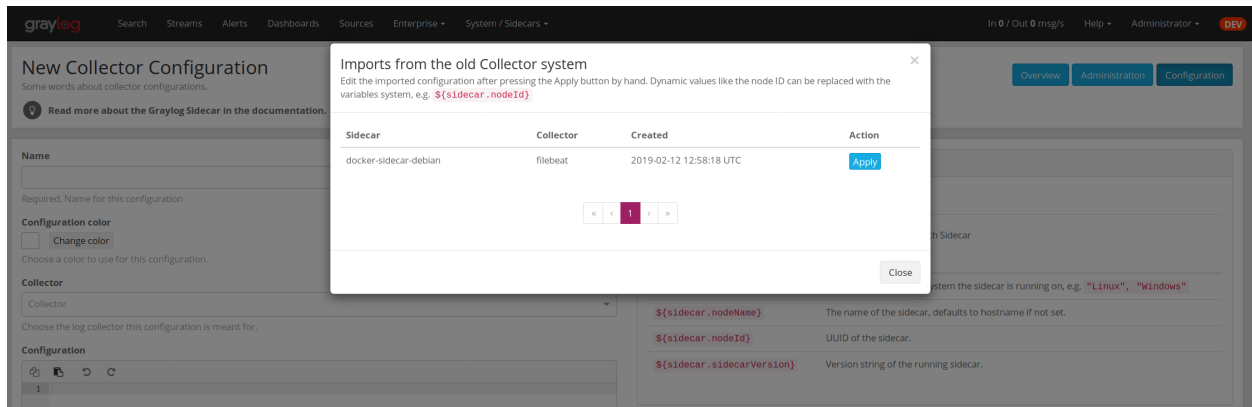 graylog Search Streams Alerts Dashboards Sources Enterprise System / Sidecars In 0 / Out 0 msg/s Help Administrator DEV
New Collector Configuration
Some words about collector configurations.
Read more about the Graylog Sidecar in the documentation.
Overview Administration Configuration
Imports from the old Collector system ×
Edit the imported configuration after pressing the Apply button by hand. Dynamic values like the node ID can be replaced with the
variables system, e.g. ${sidecar.nodeId}
Sidecar Collector Created Action
docker-sidecar-debian filebeat 2019-02-12 12:58:18 UTC Apply
« ‹ 1 › »
Close
Name
Required. Name for this configuration
Configuration color
Change color
Choose a color to use for this configuration.
Collector
Collector
Choose the log collector this configuration is meant for.
Configuration
1
Sidecar
system the sidecar is running on, e.g. "Linux", "Windows"
${sidecar.nodeName} The name of the sidecar, defaults to hostname if not set.
${sidecar.nodeId} UUID of the sidecar.
${sidecar.sidecarVersion} Version string of the running sidecar.